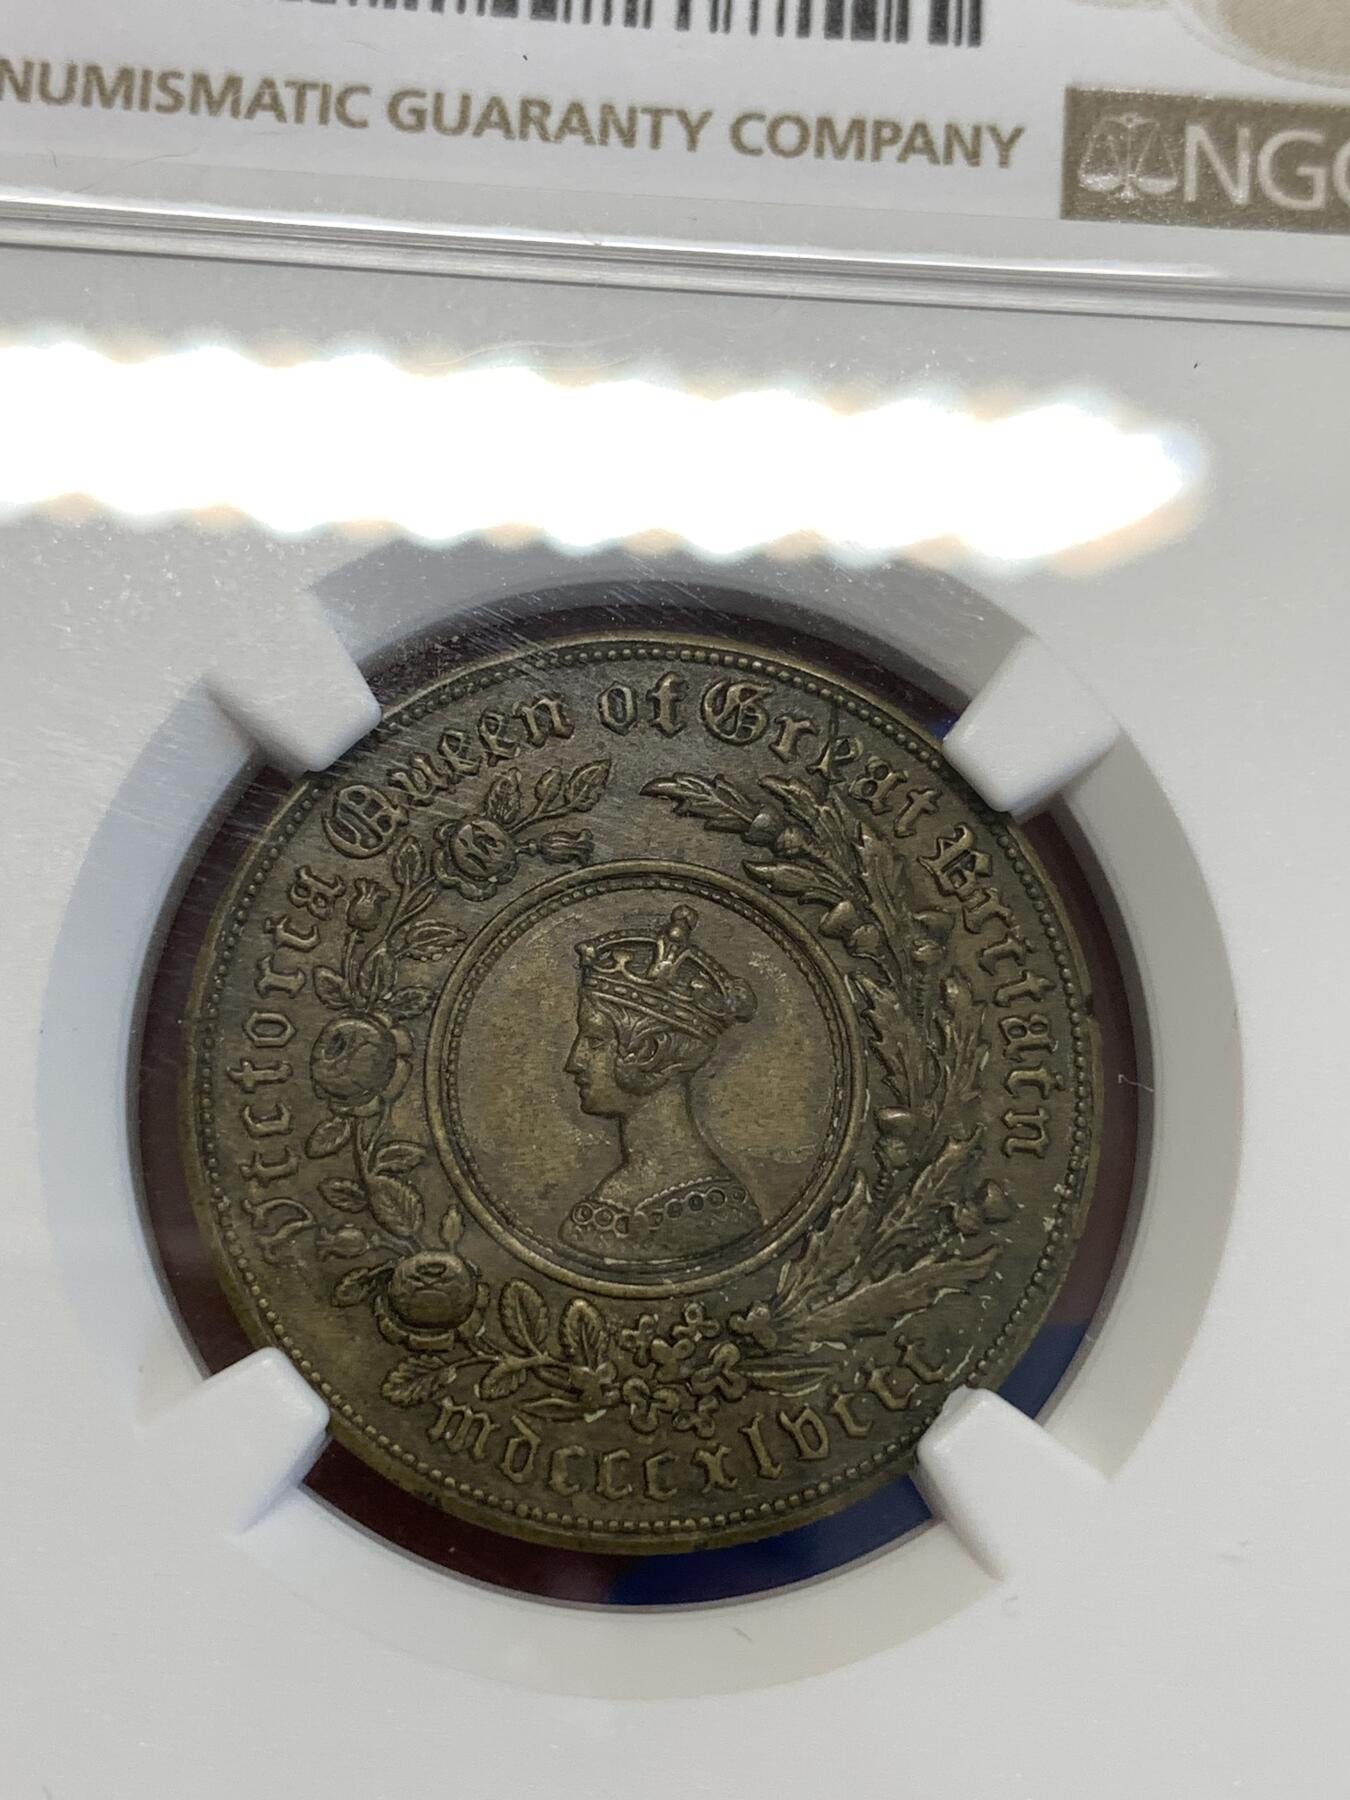 NUMISMATIC GUARANTY COMPANY
NGC
Victoria Queen of Great Britain
mdcccxlviii